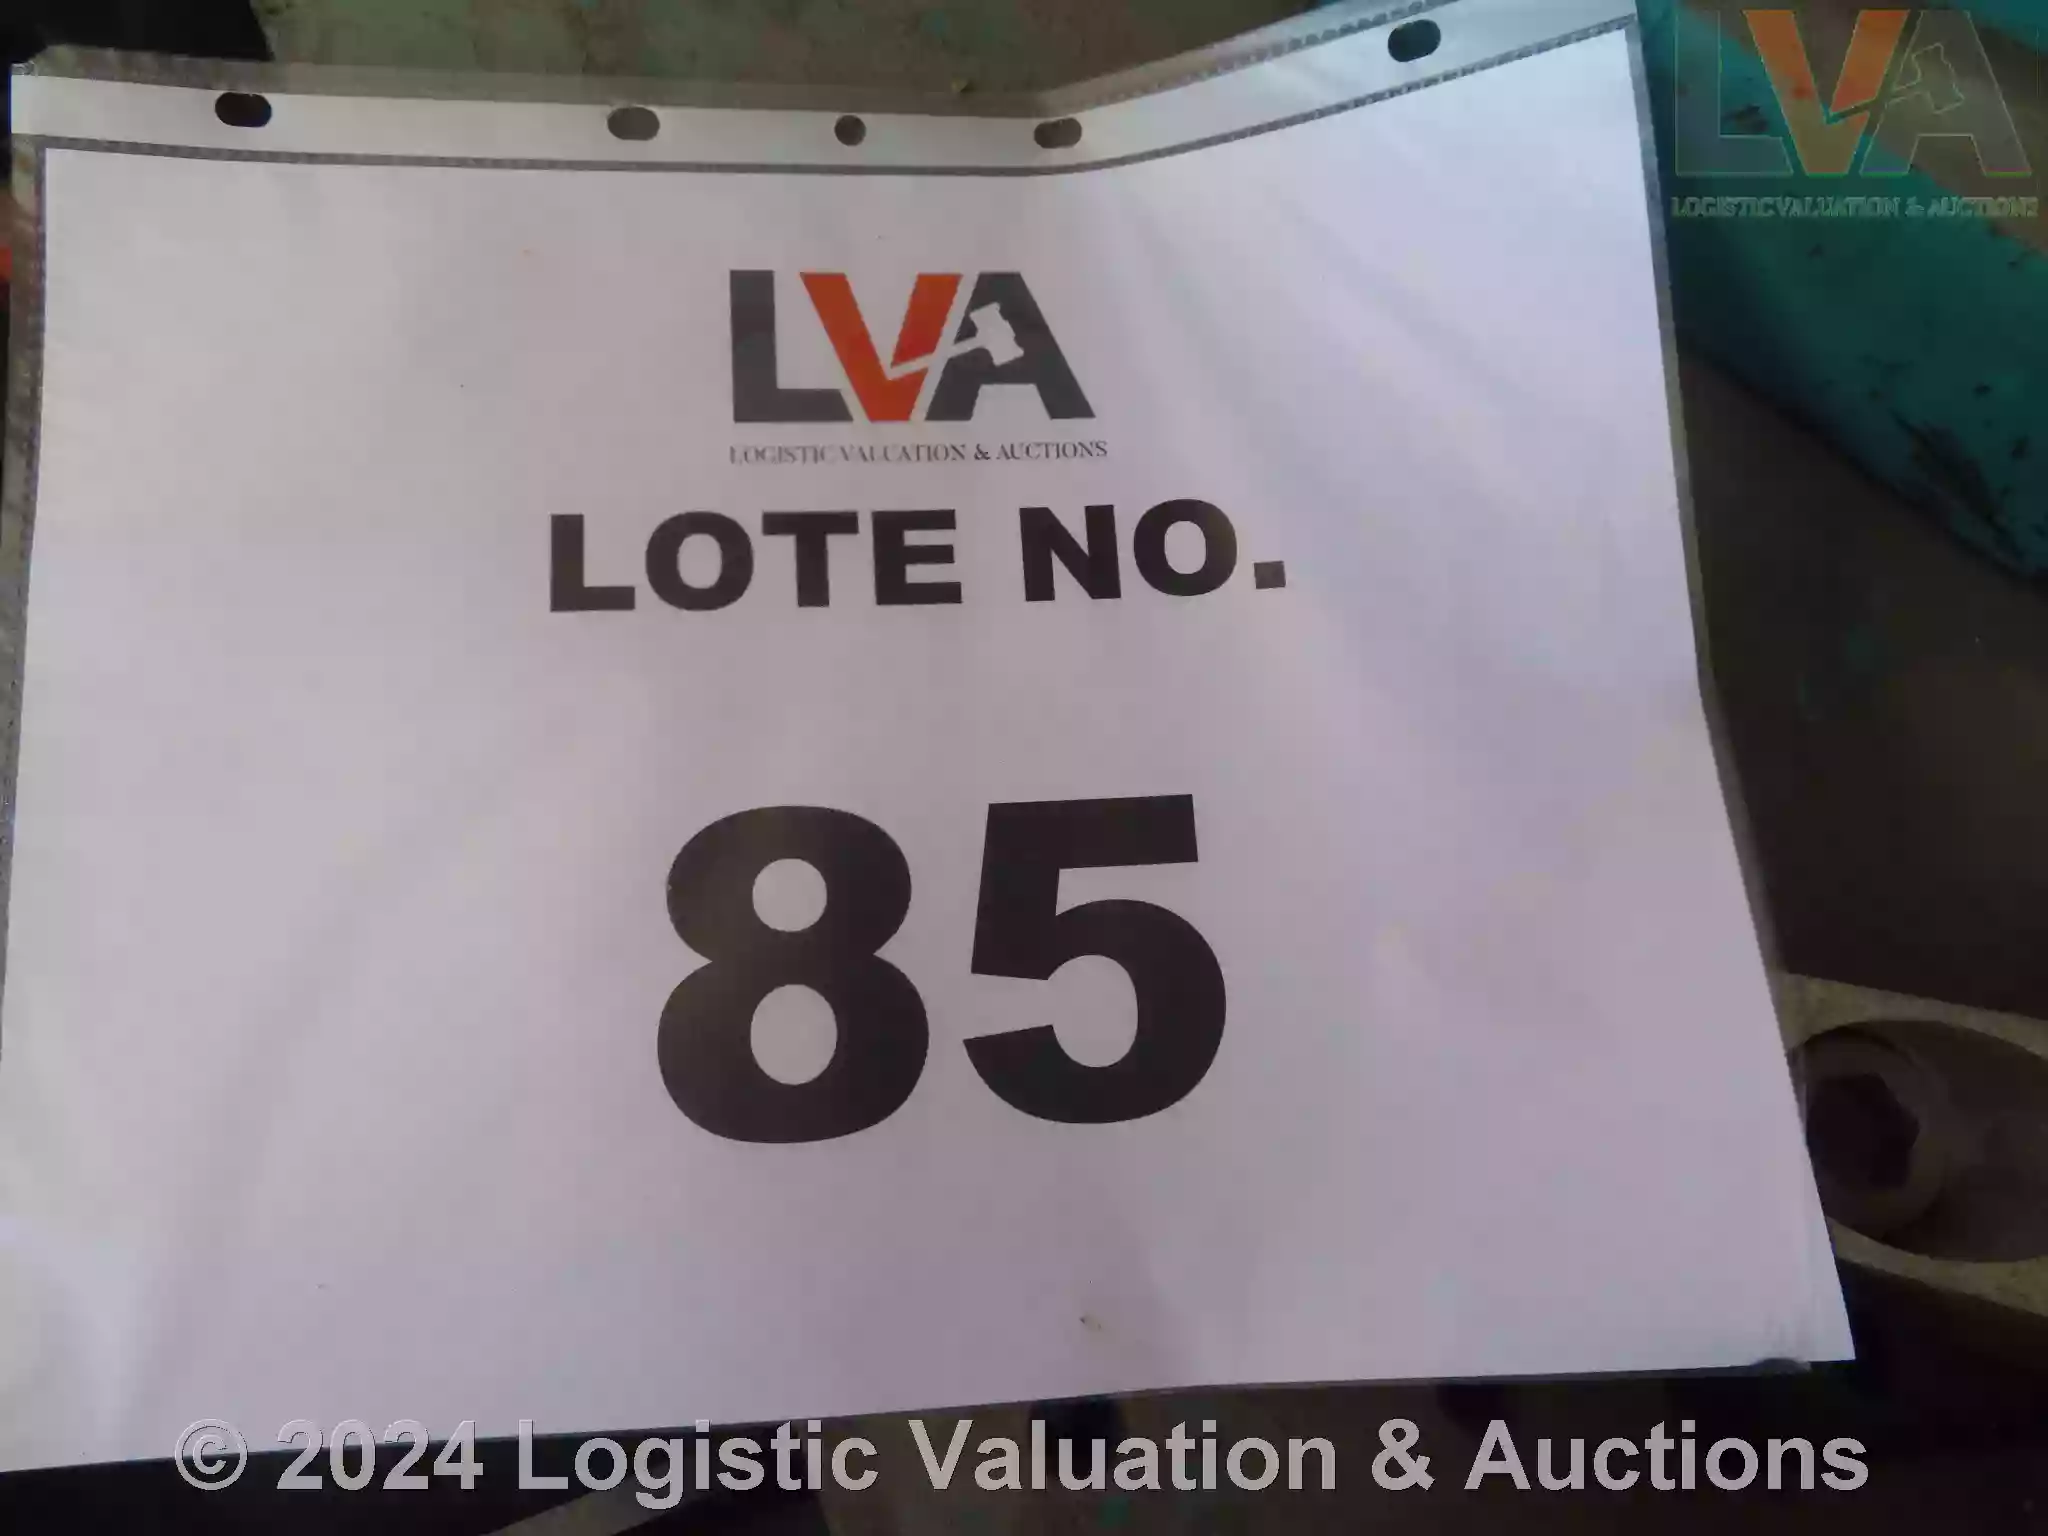 LVA
LOGISTIC VALUATION & AUCTIONS
LVA
LOGISTIC VALUATION & AUCTIONS
LOTE NO.
85
© 2024 Logistic Valuation & Auctions